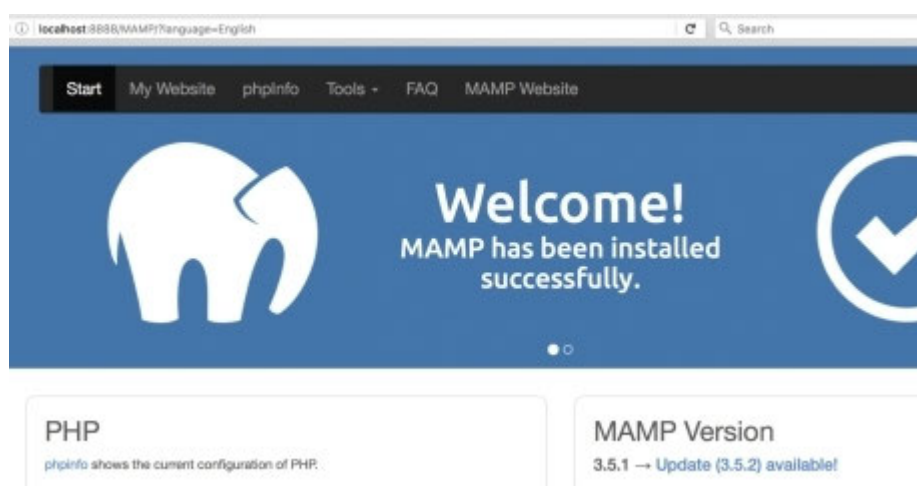 localhost:8888/MAMP/?language=English
Search
Start My Website phpInfo Tools FAQ MAMP Website
Welcome!
MAMP has been installed
successfully.
PHP
phpinfo shows the current configuration of PHP.
MAMP Version
3.5.1 → Update (3.5.2) available!